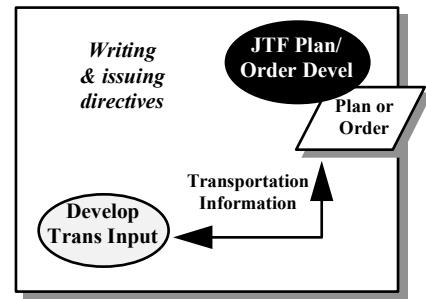 Writing
& issuing
directives
JTF Plan/
Order Devel
Plan or
Order
Transportation
Information
Develop
Trans Input